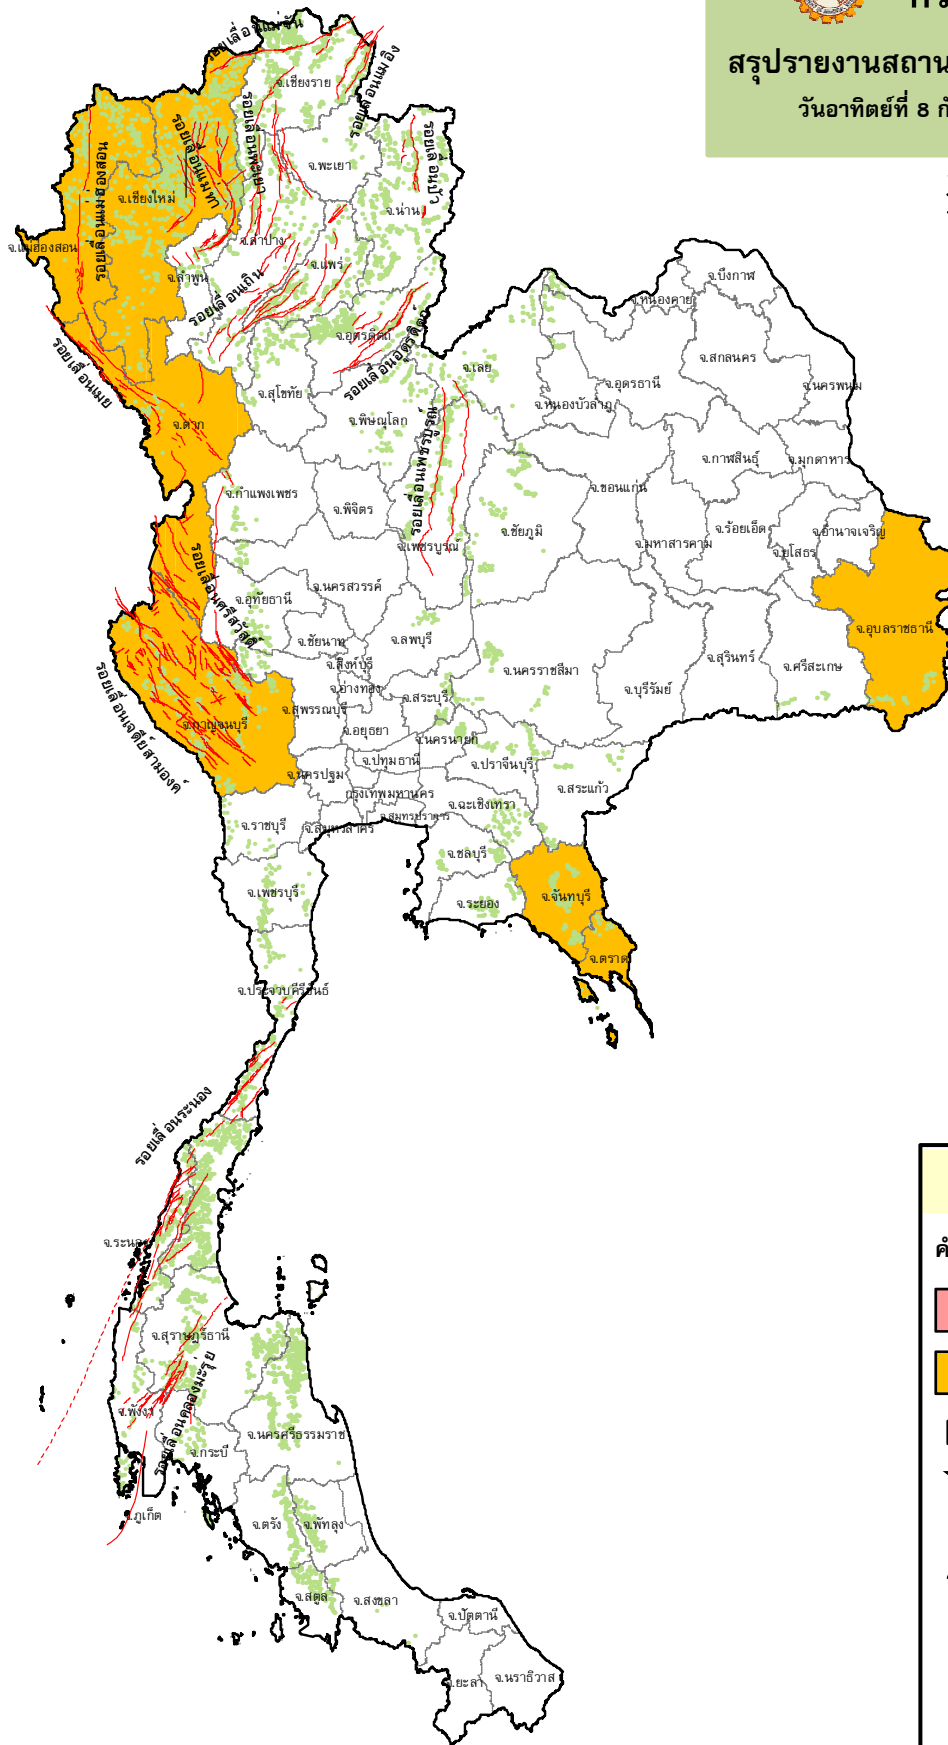 สรุปรายงานสถาน
วันอาทิตย์ที่ 8 ก
รอยเลื่อนแม่จัน
รอยเลื่อนแม่อิง
จ.เชียงราย
รอยเลื่อนพะเยา
รอยเลื่อนแม่ทา
รอยเลื่อนปัว
จ.พะเยา
รอยเลื่อนแม่ฮ่องสอน
จ.เชียงใหม่
จ.น่าน
จ.แม่ฮ่องสอน
จ.ลำปาง
จ.แพร่
จ.ลำพูน
รอยเลื่อนเถิน
จ.บึงกาฬ
จ.หนองคาย
จ.อุตรดิตถ์
รอยเลื่อนอุตรดิตถ์
รอยเลื่อนเมย
จ.เลย
จ.สกลนคร
จ.นครพนม
จ.อุดรธานี
จ.สุโขทัย
จ.หนองบัวลำภู
จ.ตาก
จ.พิษณุโลก
รอยเลื่อนเพชรบูรณ์
จ.กาฬสินธุ์
จ.มุกดาหาร
จ.ขอนแก่น
จ.กำแพงเพชร
จ.พิจิตร
จ.ชัยภูมิ
จ.ร้อยเอ็ด
จ.อำนาจเจริญ
จ.เพชรบูรณ์
จ.มหาสารคาม
จ.ยโสธร
รอยเลื่อนศรีสวัสดิ์
จ.นครสวรรค์
จ.อุทัยธานี
จ.อุบลราชธานี
จ.ชัยนาท
จ.ลพบุรี
จ.สุรินทร์
จ.ศรีสะเกษ
จ.สิงห์บุรี
จ.นครราชสีมา
จ.บุรีรัมย์
จ.อ่างทอง
จ.สระบุรี
จ.สุพรรณบุรี
รอยเลื่อนเจดีย์สามองค์
จ.กาญจนบุรี
จ.อยุธยา
จ.นครนายก
จ.ปทุมธานี
จ.ปราจีนบุรี
จ.นครปฐม
จ.สระแก้ว
กรุงเทพมหานคร
จ.ฉะเชิงเทรา
จ.สมุทรปราการ
จ.ราชบุรี
จ.สมุทรสาคร
จ.ชลบุรี
จ.เพชรบุรี
จ.ระยอง
จ.จันทบุรี
จ.ตราด
จ.ประจวบคีรีขันธ์
รอยเลื่อนระนอง
จ.ระนอง
จ.สุราษฎร์ธานี
รอยเลื่อนคลองมะรุ่ย
จ.พังงา
จ.นครศรีธรรมราช
จ.กระบี่
จ.ภูเก็ต
จ.ตรัง
จ.พัทลุง
จ.สตูล
จ.สงขลา
จ.ปัตตานี
จ.ยะลา
จ.นราธิวาส